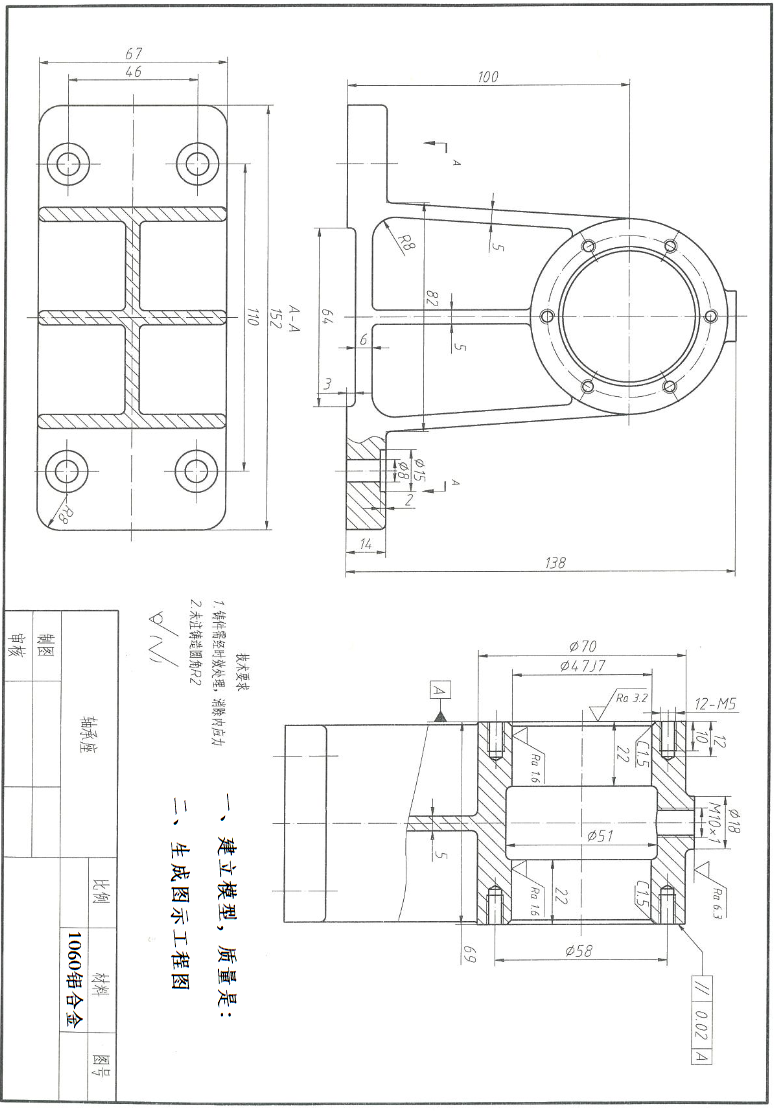 67
46
110
152
A-A
R8
100
A
A
R8
5
82
5
64
6
3
Φ15
Φ8
2
14
138
Φ70
Φ47J7
Ra 3.2
12-M5
12
10
C1.5
Ra 1.6
22
Φ18
M10×1
Φ51
5
22
C1.5
Ra 1.6
Ra 6.3
69
Φ58
// 0.02 A
A
技术要求
1.铸件需经时效处理，消除内应力
2.未注铸造圆角R2
一、建立模型，质量是：
二、生成图示工程图
轴承座
比例
材料
图号
1060铝合金
制图
审核